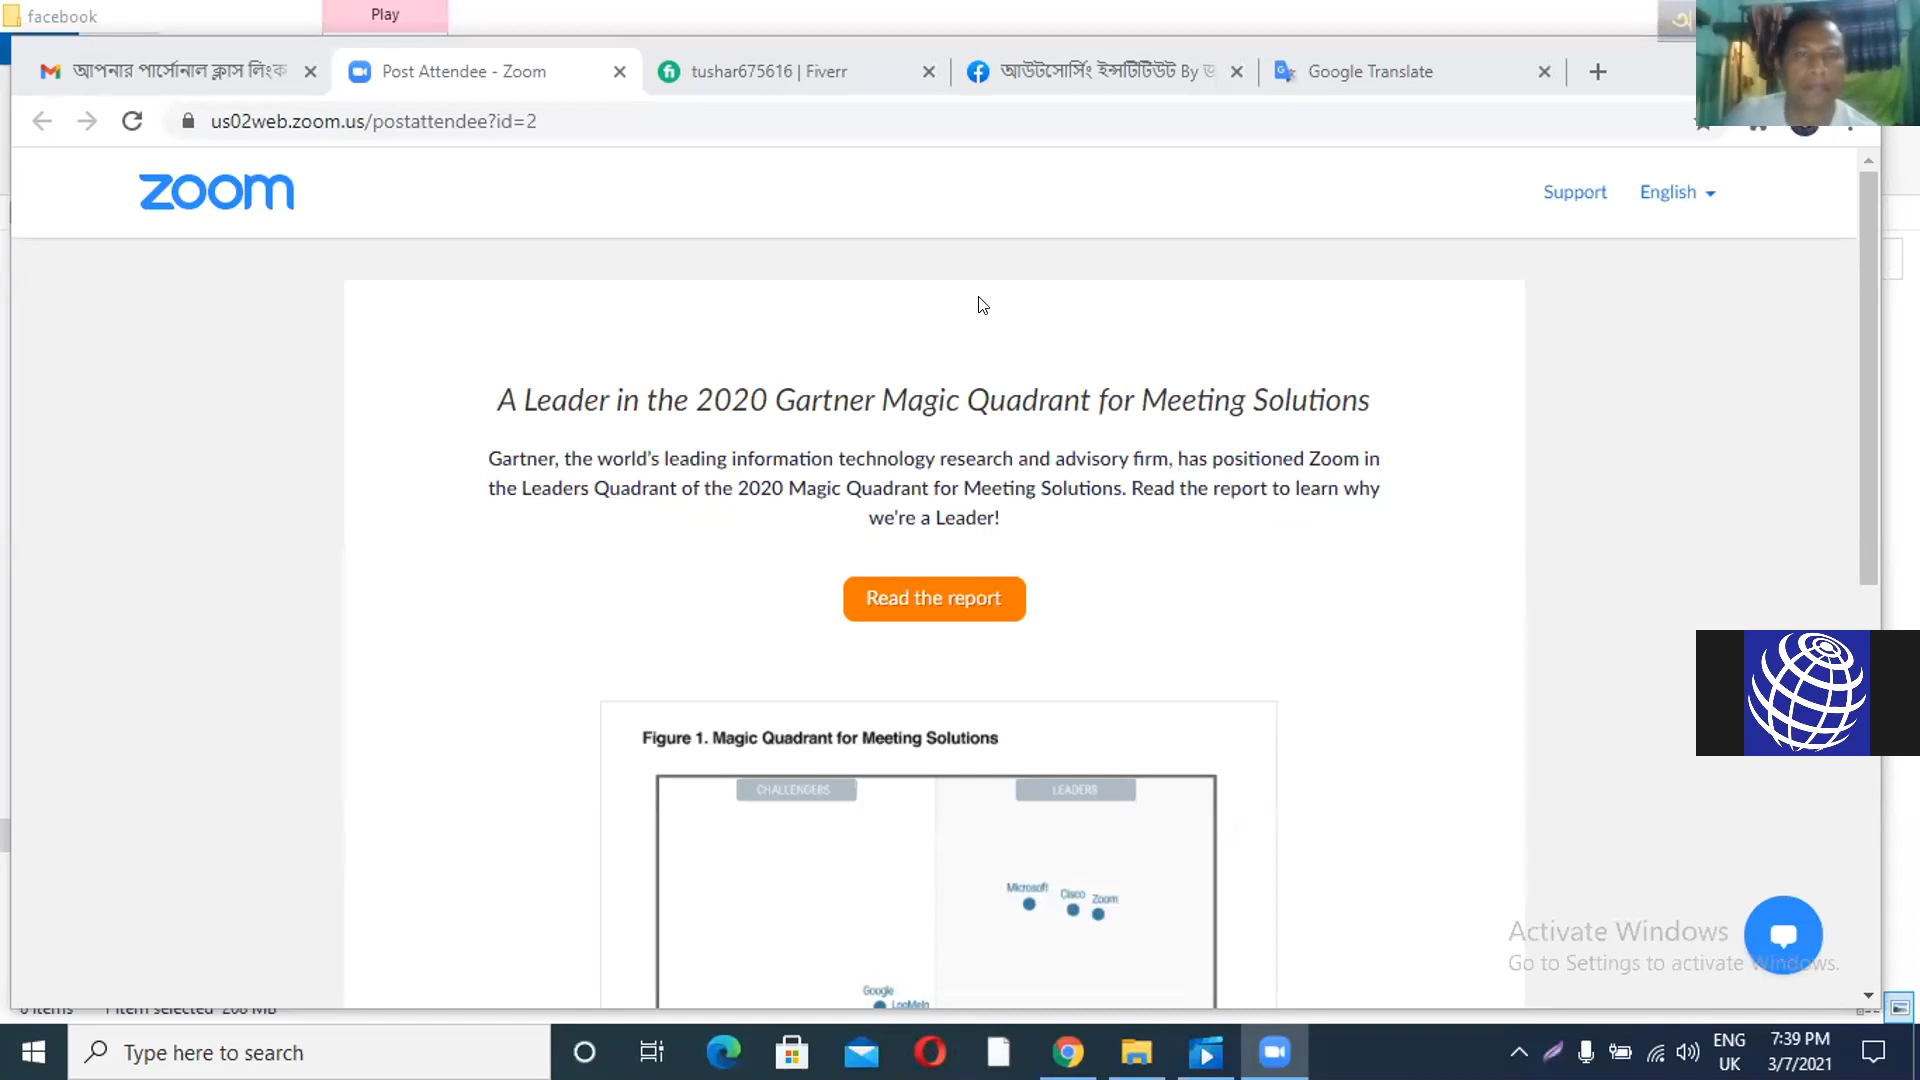 facebook
Play
আপনার পার্সোনাল ক্লাস লিংক
Post Attendee - Zoom
tushar675616 | Fiverr
আউটসোর্সিং ইন্সটিটিউট By
Google Translate
us02web.zoom.us/postattendee?id=2
zoom
Support
English
A Leader in the 2020 Gartner Magic Quadrant for Meeting Solutions
Gartner, the world's leading information technology research and advisory firm, has positioned Zoom in
the Leaders Quadrant of the 2020 Magic Quadrant for Meeting Solutions. Read the report to learn why
we're a Leader!
Read the report
Figure 1. Magic Quadrant for Meeting Solutions
CHALLENGERS
LEADERS
Microsoft
Cisco
Zoom
Google
LogMeIn
Activate Windows
Go to Settings to activate Windows.
Type here to search
ENG
UK
7:39 PM
3/7/2021